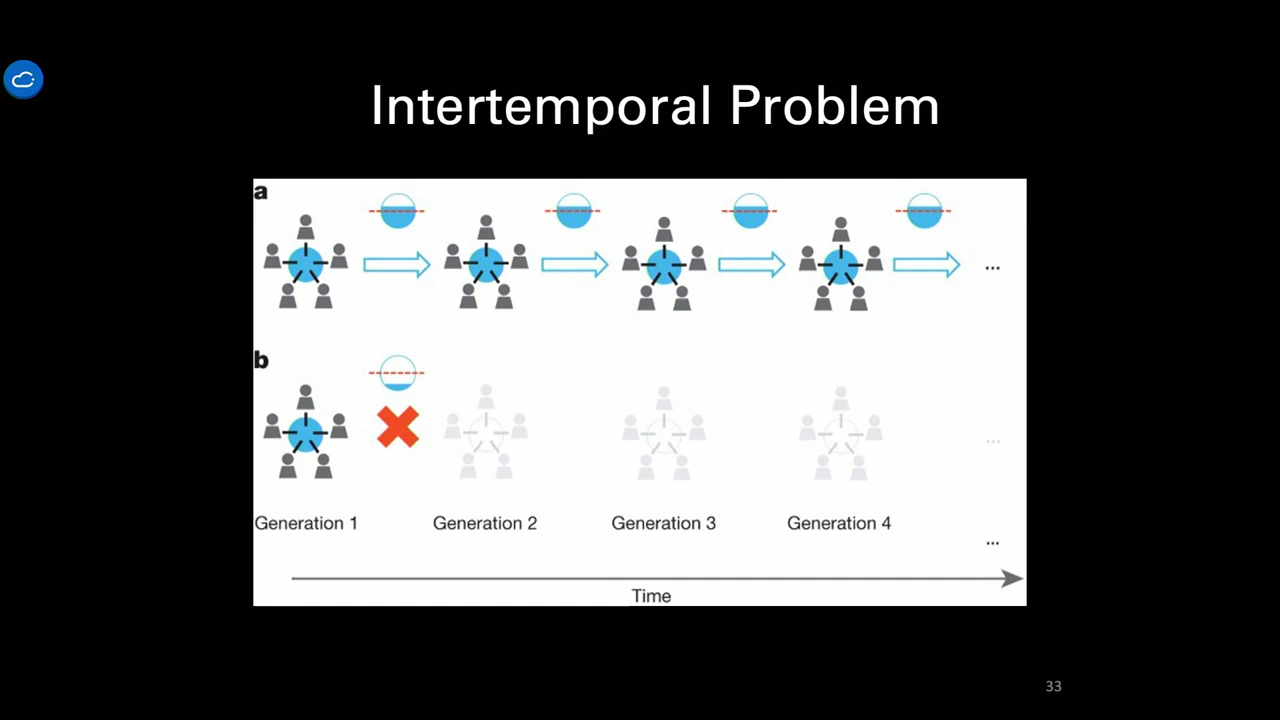 Intertemporal Problem
a
...
b
...
Generation 1
Generation 2
Generation 3
Generation 4
...
Time
33